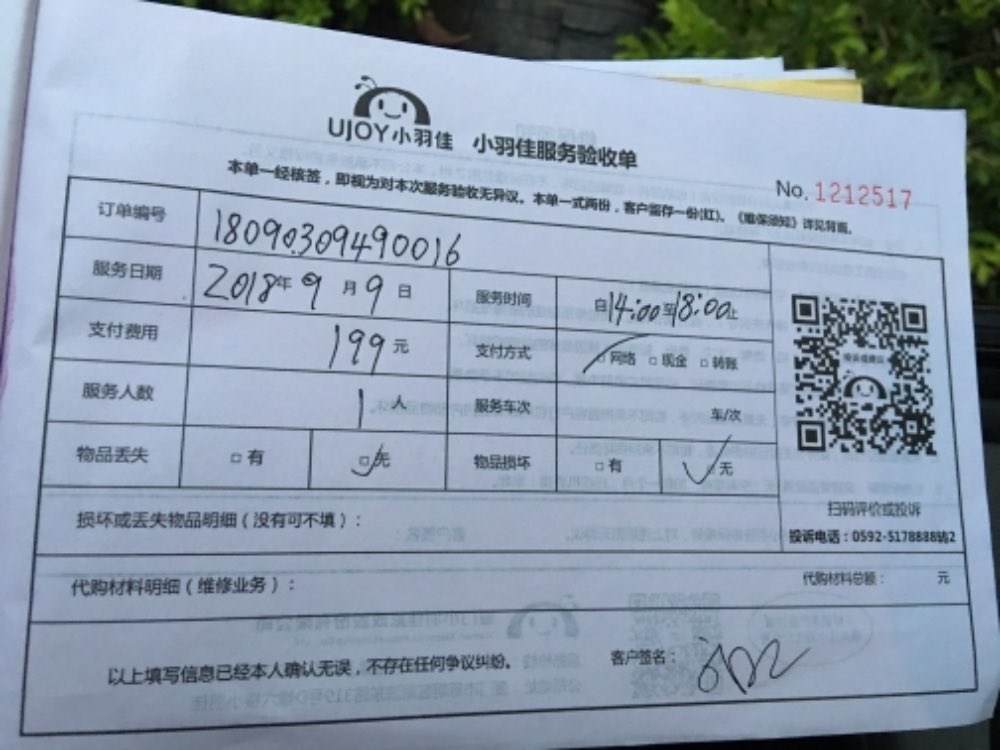 UJOY小羽佳 小羽佳服务验收单
No. 1212517
本单一经核签，即视为对本次服务验收无异议。本单一式两份，客户留存一份(红)。《维保须知》详见背面。
订单编号 18090309490016
服务日期 2018年9月9日 服务时间 自14:00至18:00止
支付费用 199元 支付方式 □网络 □现金 □转账
服务人数 1人 服务车次 车/次
物品丢失 □有 □无 物品损坏 □有 □无
扫码评价或投诉
投诉电话：0592-5178888转2
损坏或丢失物品明细（没有可不填）：
代购材料明细（维修业务）： 代购材料总额： 元
以上填写信息已经本人确认无误，不存在任何争议纠纷。 客户签名：